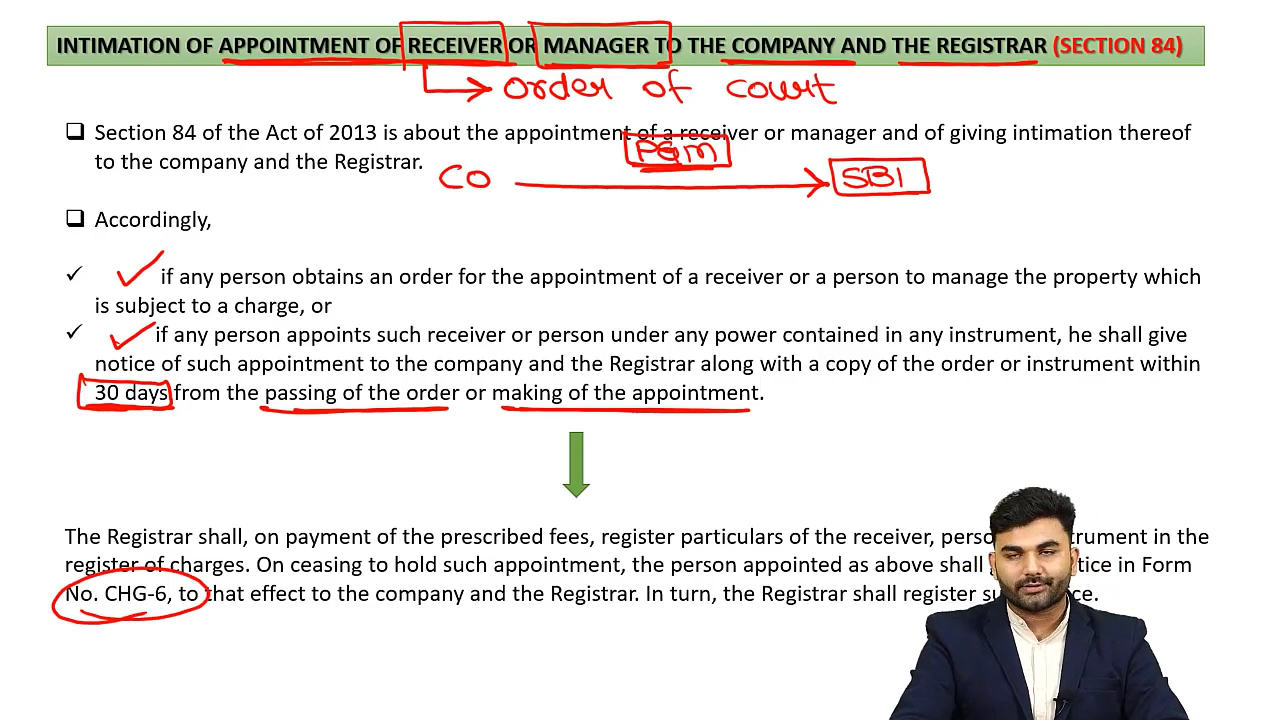 INTIMATION OF APPOINTMENT OF RECEIVER OR MANAGER TO THE COMPANY AND THE REGISTRAR (SECTION 84)
order of court
Section 84 of the Act of 2013 is about the appointment of a receiver or manager and of giving intimation thereof
to the company and the Registrar.
P&M
CO
SBI
Accordingly,
if any person obtains an order for the appointment of a receiver or a person to manage the property which
is subject to a charge, or
if any person appoints such receiver or person under any power contained in any instrument, he shall give
notice of such appointment to the company and the Registrar along with a copy of the order or instrument within
30 days from the passing of the order or making of the appointment.
The Registrar shall, on payment of the prescribed fees, register particulars of the receiver, in the
register of charges. On ceasing to hold such appointment, the person appointed as above shall in Form
No. CHG-6, to that effect to the company and the Registrar. In turn, the Registrar shall register